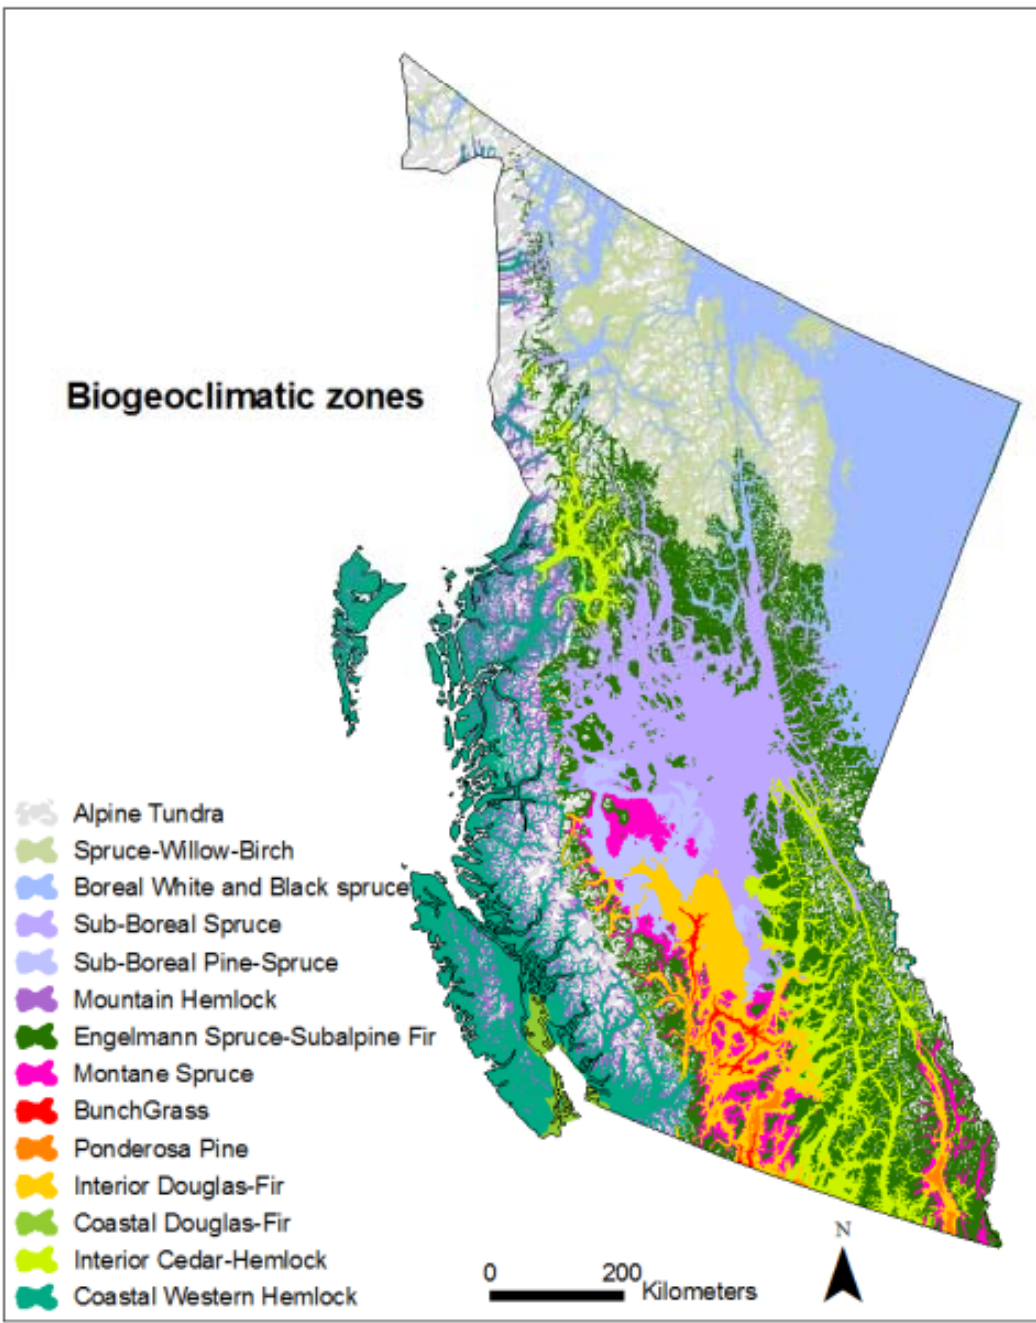 Biogeoclimatic zones
Alpine Tundra
Spruce-Willow-Birch
Boreal White and Black spruce
Sub-Boreal Spruce
Sub-Boreal Pine-Spruce
Mountain Hemlock
Engelmann Spruce-Subalpine Fir
Montane Spruce
BunchGrass
Ponderosa Pine
Interior Douglas-Fir
Coastal Douglas-Fir
Interior Cedar-Hemlock
Coastal Western Hemlock
0 200 Kilometers
N